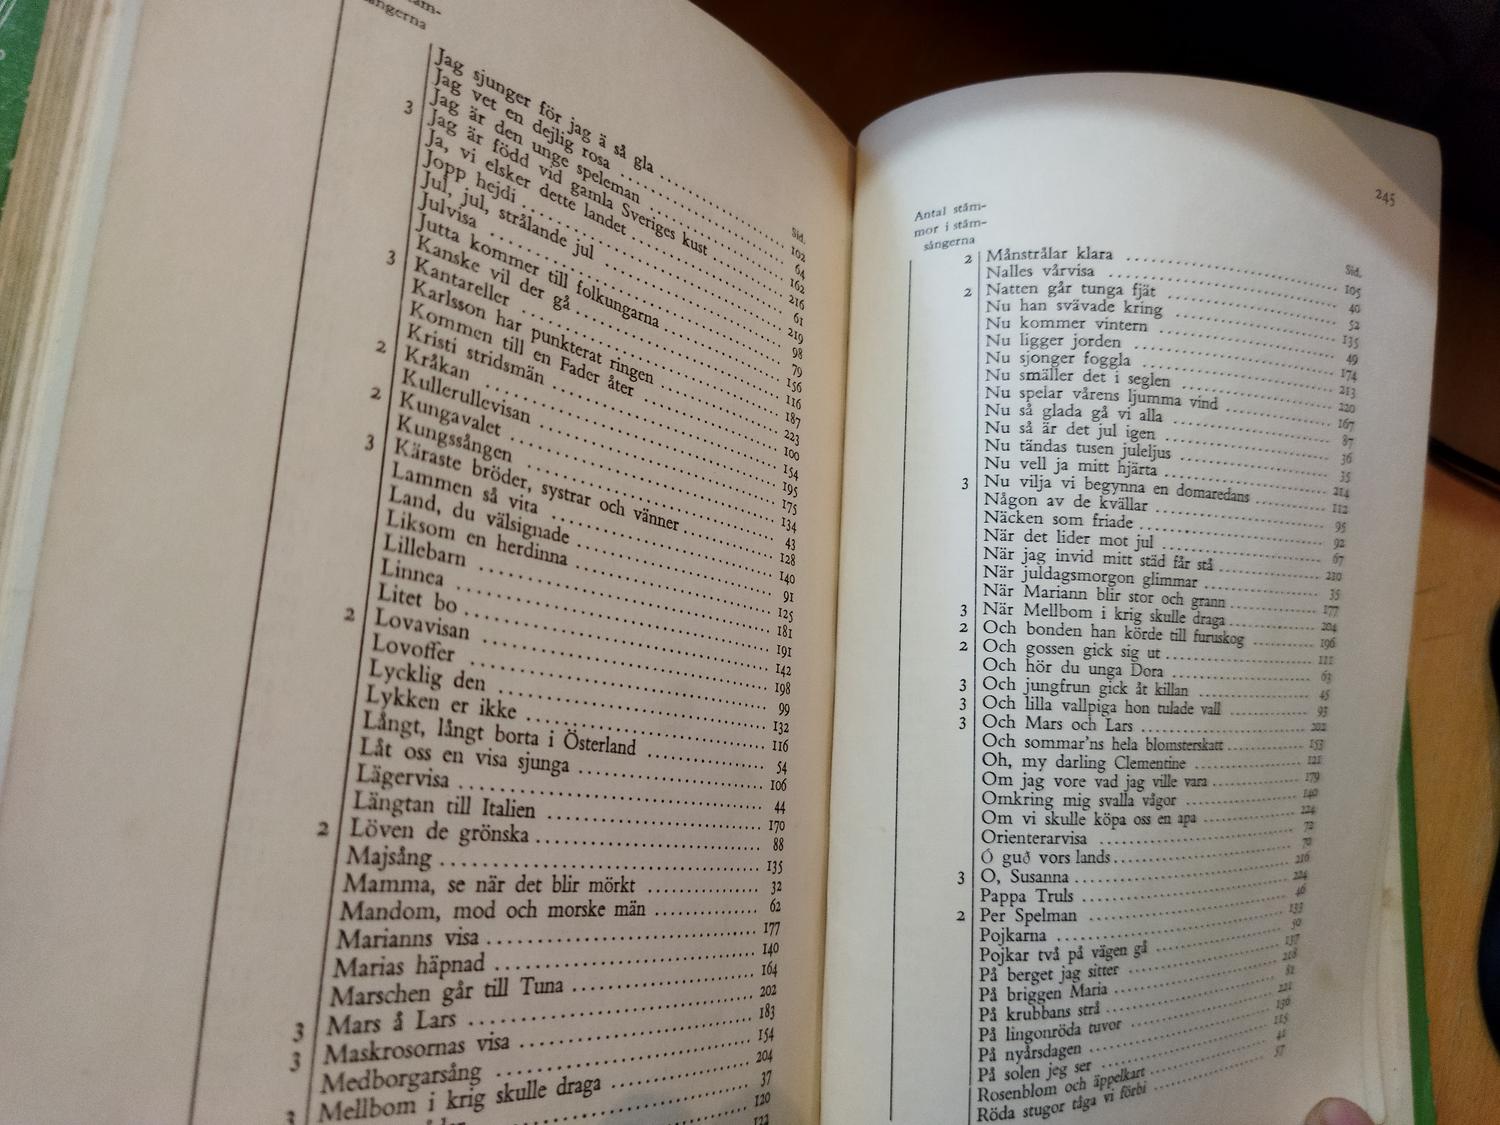 stäm-
sångerna
Sid.
Jag sjunger för jag ä så gla 102
Jag vet en dejlig rosa 64
3 Jag är den unge speleman 162
Jag är född vid gamla Sveriges kust 216
Ja, vi elsker dette landet 61
Jopp hejdi 219
Jul, jul, strålande jul 98
Julvisa 79
Jutta kommer till folkungarna 156
3 Kanske vil der gå 116
Kantareller 187
Karlsson har punkterat ringen 223
Kommen till en Fader åter 100
Kristi stridsmän 154
2 Kråkan 195
Kullerullevisan 175
2 Kungavalet 134
Kungssången 43
3 Käraste bröder, systrar och vänner 128
Lammen så vita 140
Land, du välsignade 91
Liksom en herdinna 125
Lillebarn 181
Linnea 191
Litet bo 142
2 Lovavisan 198
Lovoffer 99
Lycklig den 132
Lykken er ikke 116
Långt, långt borta i Österland 54
Låt oss en visa sjunga 106
Lägervisa 44
Längtan till Italien 170
2 Löven de grönska 88
Majsång 135
Mamma, se när det blir mörkt 32
Mandom, mod och morske män 62
Marianns visa 177
Marias häpnad 140
Marschen går till Tuna 164
3 Mars å Lars 202
3 Maskrosornas visa 183
Medborgarsång 154
3 Mellbom i krig skulle draga 204
37
120
122
245
Antal stäm-
mor i stäm-
sångerna
Sid.
2 Månstrålar klara 105
Nalles vårvisa 40
2 Natten går tunga fjät 52
Nu han svävade kring 135
Nu kommer vintern 49
Nu ligger jorden 174
Nu sjonger foggla 213
Nu smäller det i seglen 220
Nu spelar vårens ljumma vind 167
Nu så glada gå vi alla 87
Nu så är det jul igen 36
Nu tändas tusen juleljus 35
Nu vell ja mitt hjärta 214
3 Nu vilja vi begynna en domaredans 112
Någon av de kvällar 95
Näcken som friade 92
När det lider mot jul 67
När jag invid mitt städ får stå 210
När juldagsmorgon glimmar 35
När Mariann blir stor och grann 177
3 När Mellbom i krig skulle draga 204
2 Och bonden han körde till furuskog 196
2 Och gossen gick sig ut 111
Och hör du unga Dora 63
3 Och jungfrun gick åt killan 45
3 Och lilla vallpiga hon tulade vall 93
3 Och Mars och Lars 202
Och sommar'ns hela blomsterskatt 153
Oh, my darling Clementine 121
Om jag vore vad jag ville vara 179
Omkring mig svalla vågor 140
Om vi skulle köpa oss en apa 224
Orienterarvisa 72
Ó guð vors lands 70
3 O, Susanna 216
Pappa Truls 224
2 Per Spelman 46
Pojkarna 133
Pojkar två på vägen gå 50
På berget jag sitter 137
På briggen Maria 218
På krubbans strå 81
På lingonröda tuvor 221
På nyårsdagen 136
På solen jeg ser 115
Rosenblom och äppelkart 41
Röda stugor tåga vi förbi 57